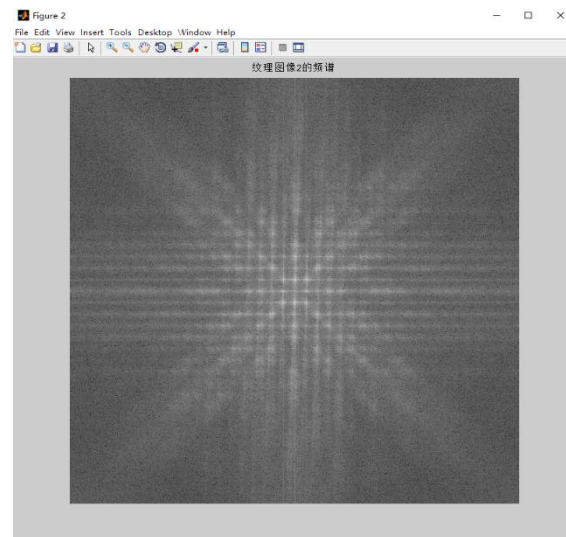 Figure 2
File Edit View Insert Tools Desktop Window Help
纹理图像2的频谱